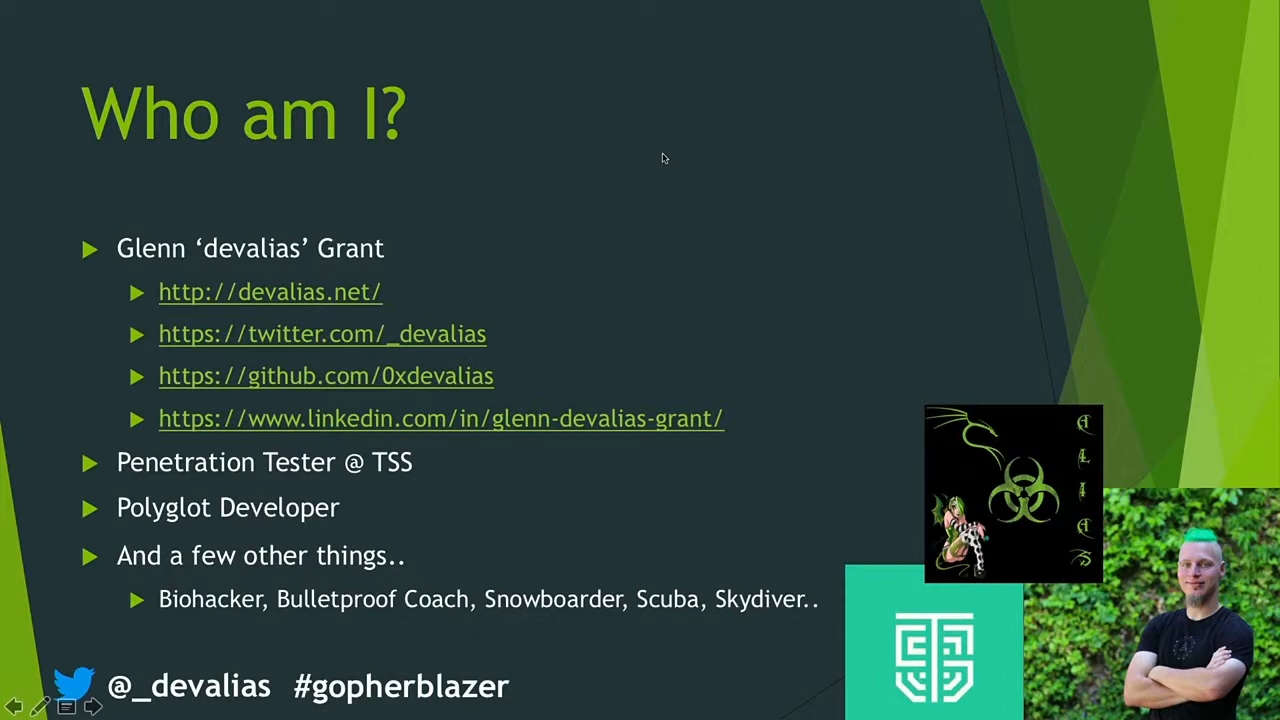 Who am I?
Glenn ‘devalias’ Grant
http://devalias.net/
https://twitter.com/_devalias
https://github.com/0xdevalias
https://www.linkedin.com/in/glenn-devalias-grant/
Penetration Tester @ TSS
Polyglot Developer
And a few other things..
Biohacker, Bulletproof Coach, Snowboarder, Scuba, Skydiver..
ALIAS
@_devalias #gopherblazer